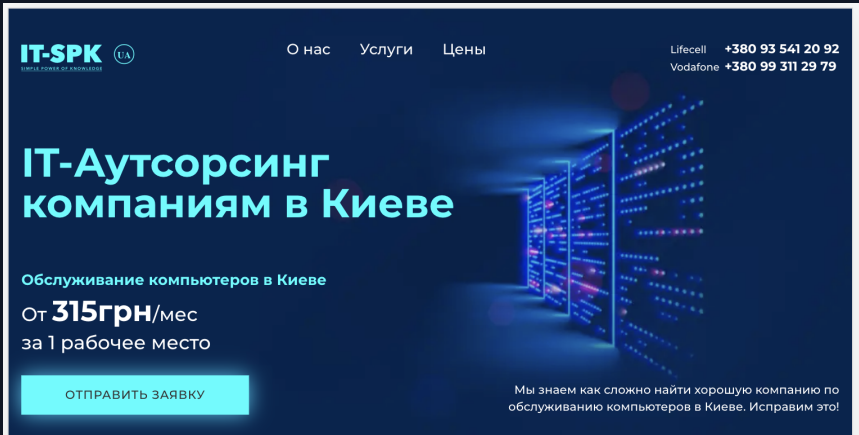 IT-SPK
UA
SIMPLE POWER OF KNOWLEDGE
О нас
Услуги
Цены
Lifecell +380 93 541 20 92
Vodafone +380 99 311 29 79
IT-Аутсорсинг
компаниям в Киеве
Обслуживание компьютеров в Киеве
От 315грн/мес
за 1 рабочее место
ОТПРАВИТЬ ЗАЯВКУ
Мы знаем как сложно найти хорошую компанию по
обслуживанию компьютеров в Киеве. Исправим это!